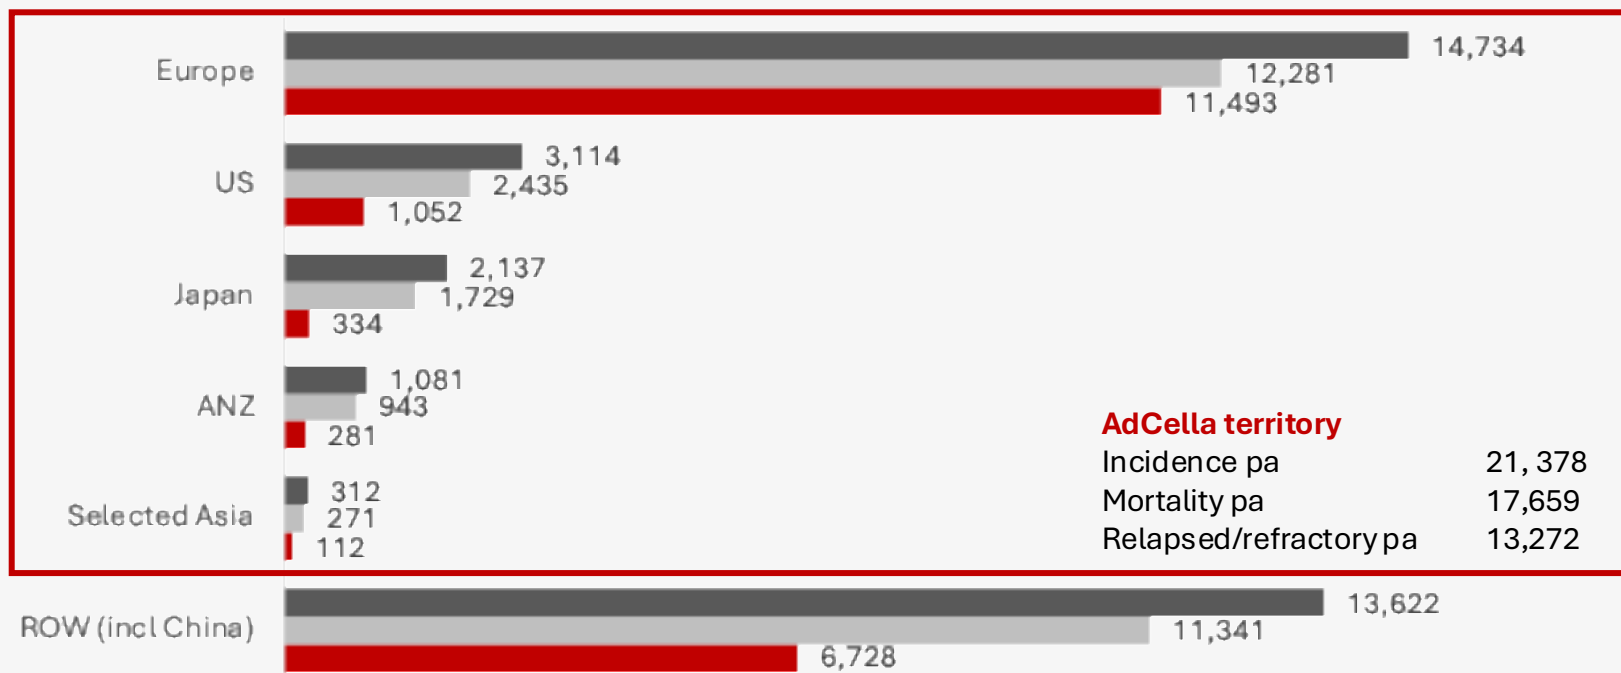 14,734
Europe
12,281
11,493
3,114
US
2,435
1,052
2,137
Japan
1,729
334
1,081
ANZ
943
281
312
Selected Asia
271
112
AdCella territory
Incidence pa 21, 378
Mortality pa 17,659
Relapsed/refractory pa 13,272
13,622
ROW (incl China)
11,341
6,728